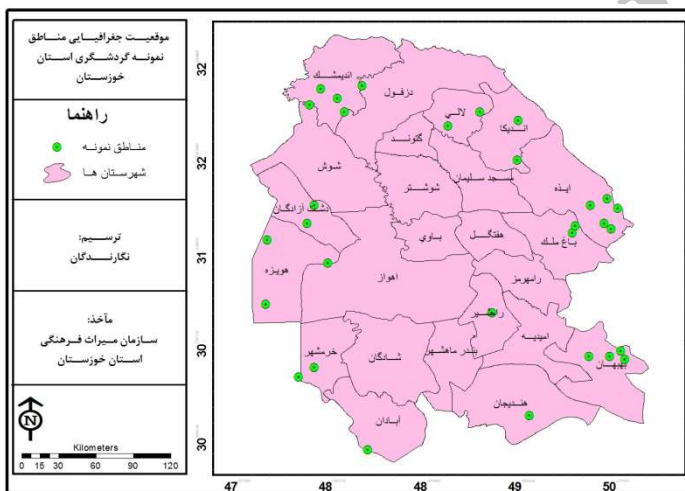 موقعیت جغرافیایی مناطق
نمونه گردشگری استان
خوزستان
راهنما
مناطق نمونه
شهرستان ها
ترسیم:
نگارندگان
مآخذ:
سازمان میراث فرهنگی
استان خوزستان
N
Kilometers
0 15 30 60 90 120
32
32
31
30
30
47
48
48
49
50
اندیمشک
دزفول
لالی
اندیکا
گتوند
شوش
مسجد سلیمان
ایذه
شوشتر
دشت آزادگان
باوی
هفتگل
باغ ملک
هویزه
اهواز
رامهرمز
امیدیه
خرمشهر
شادگان
بندر ماهشهر
بهبهان
هندیجان
آبادان